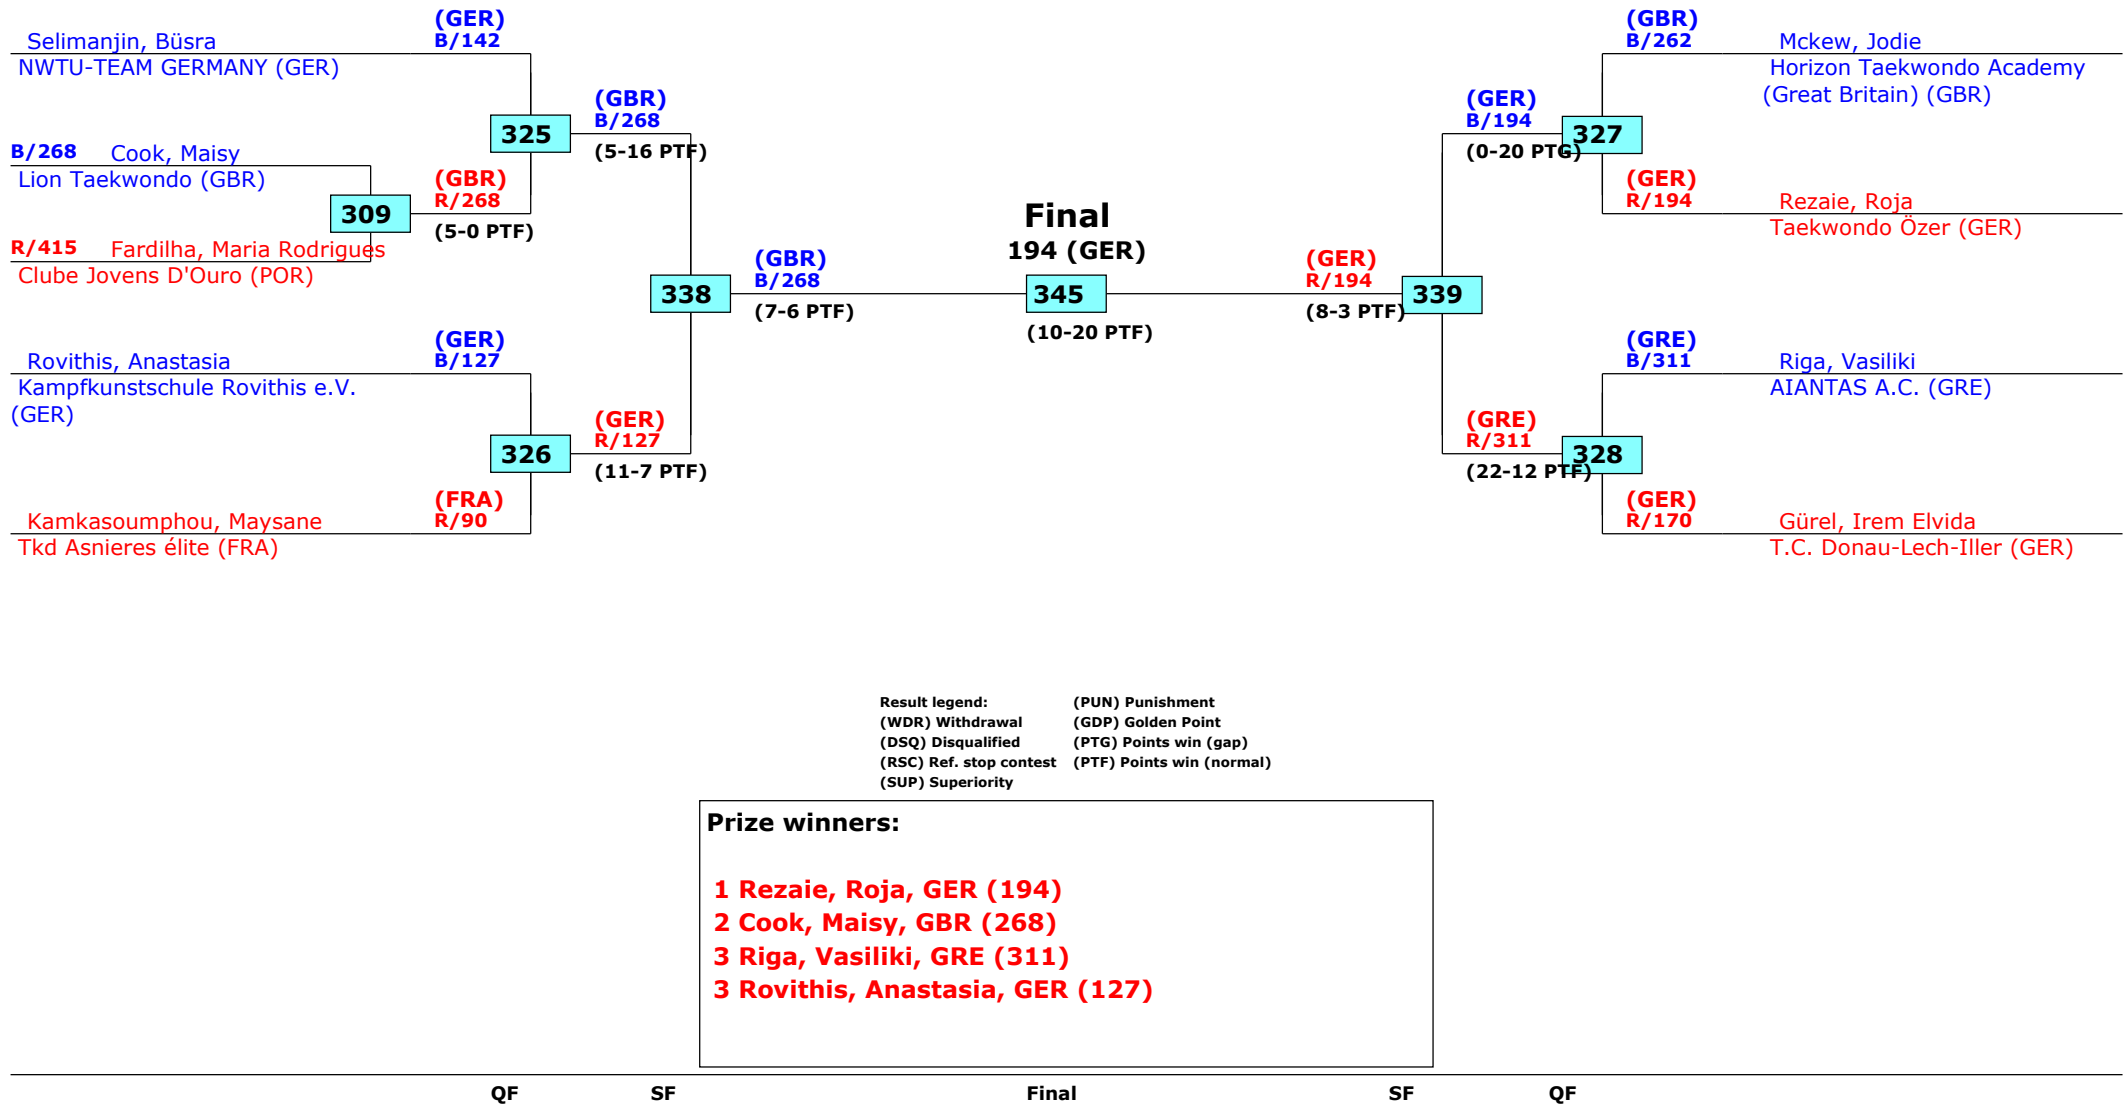 (GER)
Selimanjin, Büsra B/142
NWTU-TEAM GERMANY (GER)
(GBR)
B/268
325
(5-16 PTF)
B/268 Cook, Maisy
Lion Taekwondo (GBR)
(GBR)
R/268
309
(5-0 PTF)
R/415 Fardilha, Maria Rodrigues
Clube Jovens D'Ouro (POR)
(GBR)
B/268
338
(7-6 PTF)
(GER)
Rovithis, Anastasia B/127
Kampfkunstschule Rovithis e.V.
(GER)
(GER)
R/127
326
(11-7 PTF)
(FRA)
Kamkasoumphou, Maysane R/90
Tkd Asnieres élite (FRA)
Final
194 (GER)
345
(10-20 PTF)
(GBR)
B/262 Mckew, Jodie
Horizon Taekwondo Academy
(Great Britain) (GBR)
(GER)
B/194
327
(0-20 PTG)
(GER)
R/194 Rezaie, Roja
Taekwondo Özer (GER)
(GER)
R/194
339
(8-3 PTF)
(GRE)
B/311 Riga, Vasiliki
AIANTAS A.C. (GRE)
(GRE)
R/311
328
(22-12 PTF)
(GER)
R/170 Gürel, Irem Elvida
T.C. Donau-Lech-Iller (GER)
Result legend: (PUN) Punishment
(WDR) Withdrawal (GDP) Golden Point
(DSQ) Disqualified (PTG) Points win (gap)
(RSC) Ref. stop contest (PTF) Points win (normal)
(SUP) Superiority
Prize winners:
1 Rezaie, Roja, GER (194)
2 Cook, Maisy, GBR (268)
3 Riga, Vasiliki, GRE (311)
3 Rovithis, Anastasia, GER (127)
QF SF Final SF QF